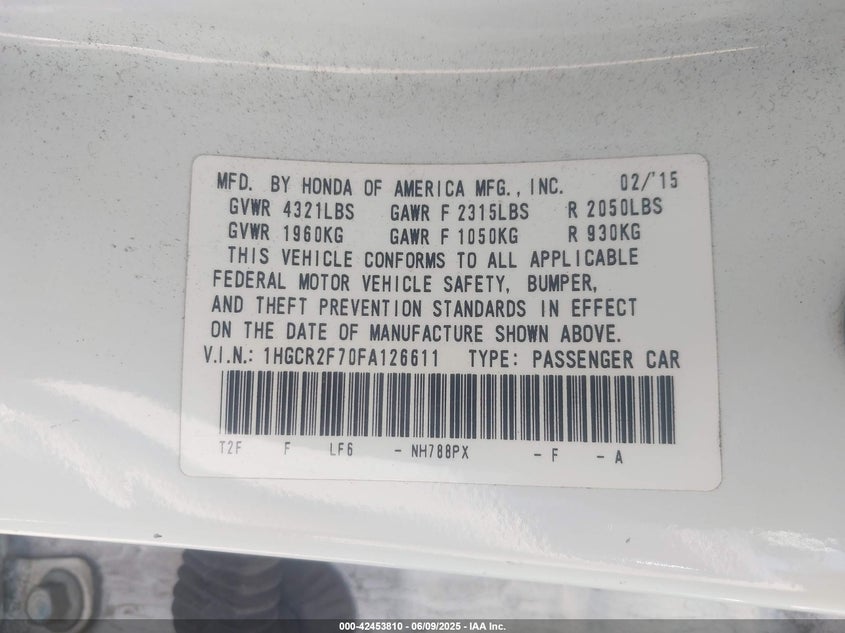 MFD. BY HONDA OF AMERICA MFG., INC. 02/'15
GVWR 4321LBS GAWR F 2315LBS R 2050LBS
GVWR 1960KG GAWR F 1050KG R 930KG
THIS VEHICLE CONFORMS TO ALL APPLICABLE
FEDERAL MOTOR VEHICLE SAFETY, BUMPER,
AND THEFT PREVENTION STANDARDS IN EFFECT
ON THE DATE OF MANUFACTURE SHOWN ABOVE.
V.I.N.: 1HGCR2F70FA126611 TYPE: PASSENGER CAR
T2F F LF6 - NH788PX - F - A
000-42453810 | 06/09/2025 - IAA Inc.